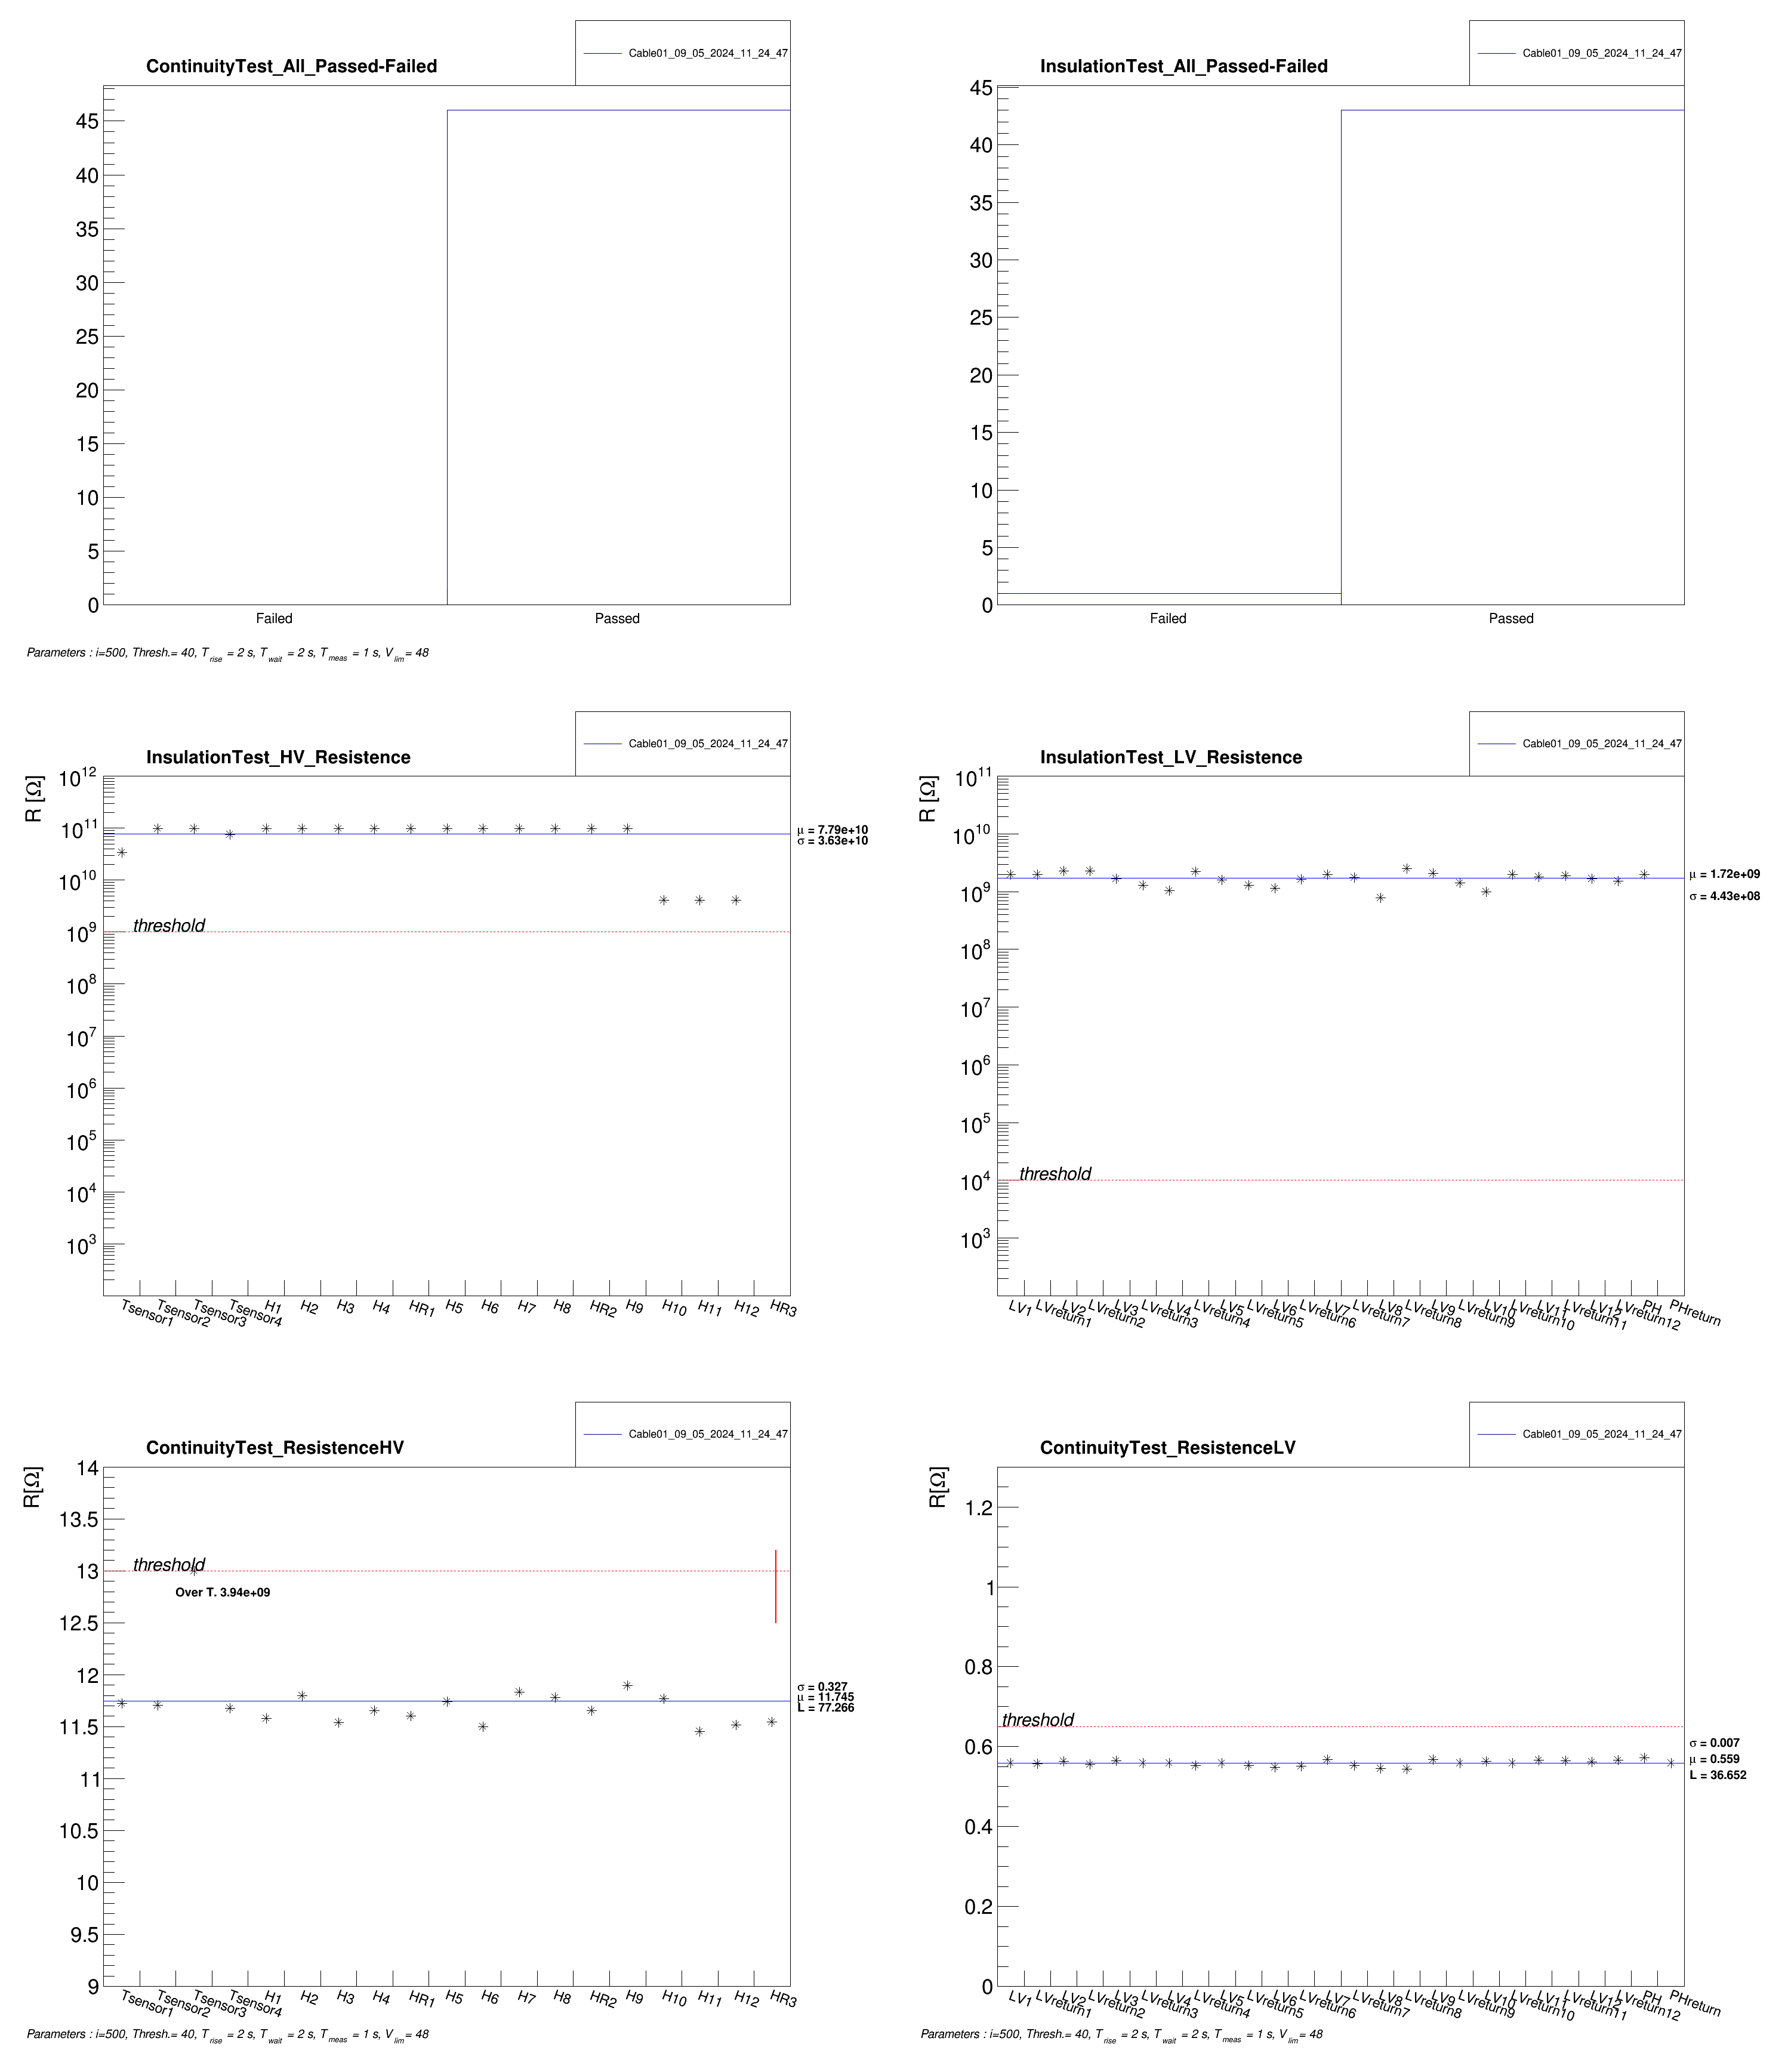 Cable01_09_05_2024_11_24_47
ContinuityTest_All_Passed-Failed
45
40
35
30
25
20
15
10
5
0
Failed
Passed
Parameters : i=500, Thresh.= 40, T rise = 2 s, T wait = 2 s, T meas = 1 s, V lim = 48
Cable01_09_05_2024_11_24_47
InsulationTest_All_Passed-Failed
45
40
35
30
25
20
15
10
5
0
Failed
Passed
Cable01_09_05_2024_11_24_47
InsulationTest_HV_Resistence
R [Ω]
10^12
10^11
10^10
10^9
10^8
10^7
10^6
10^5
10^4
10^3
threshold
μ = 7.79e+10
σ = 3.63e+10
Tsensor1 Tsensor2 Tsensor3 Tsensor4 H1 H2 H3 H4 HR1 H5 H6 H7 H8 HR2 H9 H10 H11 H12 HR3
Cable01_09_05_2024_11_24_47
InsulationTest_LV_Resistence
R [Ω]
10^11
10^10
10^9
10^8
10^7
10^6
10^5
10^4
10^3
threshold
μ = 1.72e+09
σ = 4.43e+08
LV1 LVreturn1 LV2 LVreturn2 LV3 LVreturn3 LV4 LVreturn4 LV5 LVreturn5 LV6 LVreturn6 LV7 LVreturn7 LV8 LVreturn8 LV9 LVreturn9 LV10 LVreturn10 LV11 LVreturn11 LV12 LVreturn12 PH PHreturn
Cable01_09_05_2024_11_24_47
ContinuityTest_ResistenceHV
R[Ω]
14
13.5
13
12.5
12
11.5
11
10.5
10
9.5
9
threshold
Over T. 3.94e+09
σ = 0.327
μ = 11.745
L = 77.266
Tsensor1 Tsensor2 Tsensor3 Tsensor4 H1 H2 H3 H4 HR1 H5 H6 H7 H8 HR2 H9 H10 H11 H12 HR3
Parameters : i=500, Thresh.= 40, T rise = 2 s, T wait = 2 s, T meas = 1 s, V lim = 48
Cable01_09_05_2024_11_24_47
ContinuityTest_ResistenceLV
R[Ω]
1.2
1
0.8
0.6
0.4
0.2
0
threshold
σ = 0.007
μ = 0.559
L = 36.652
LV1 LVreturn1 LV2 LVreturn2 LV3 LVreturn3 LV4 LVreturn4 LV5 LVreturn5 LV6 LVreturn6 LV7 LVreturn7 LV8 LVreturn8 LV9 LVreturn9 LV10 LVreturn10 LV11 LVreturn11 LV12 LVreturn12 PH PHreturn
Parameters : i=500, Thresh.= 40, T rise = 2 s, T wait = 2 s, T meas = 1 s, V lim = 48